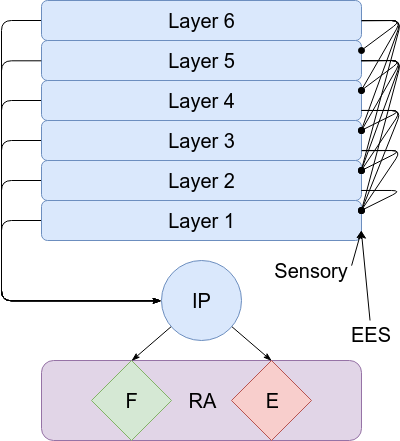 Layer 6
Layer 5
Layer 4
Layer 3
Layer 2
Layer 1
Sensory
IP
EES
F RA E